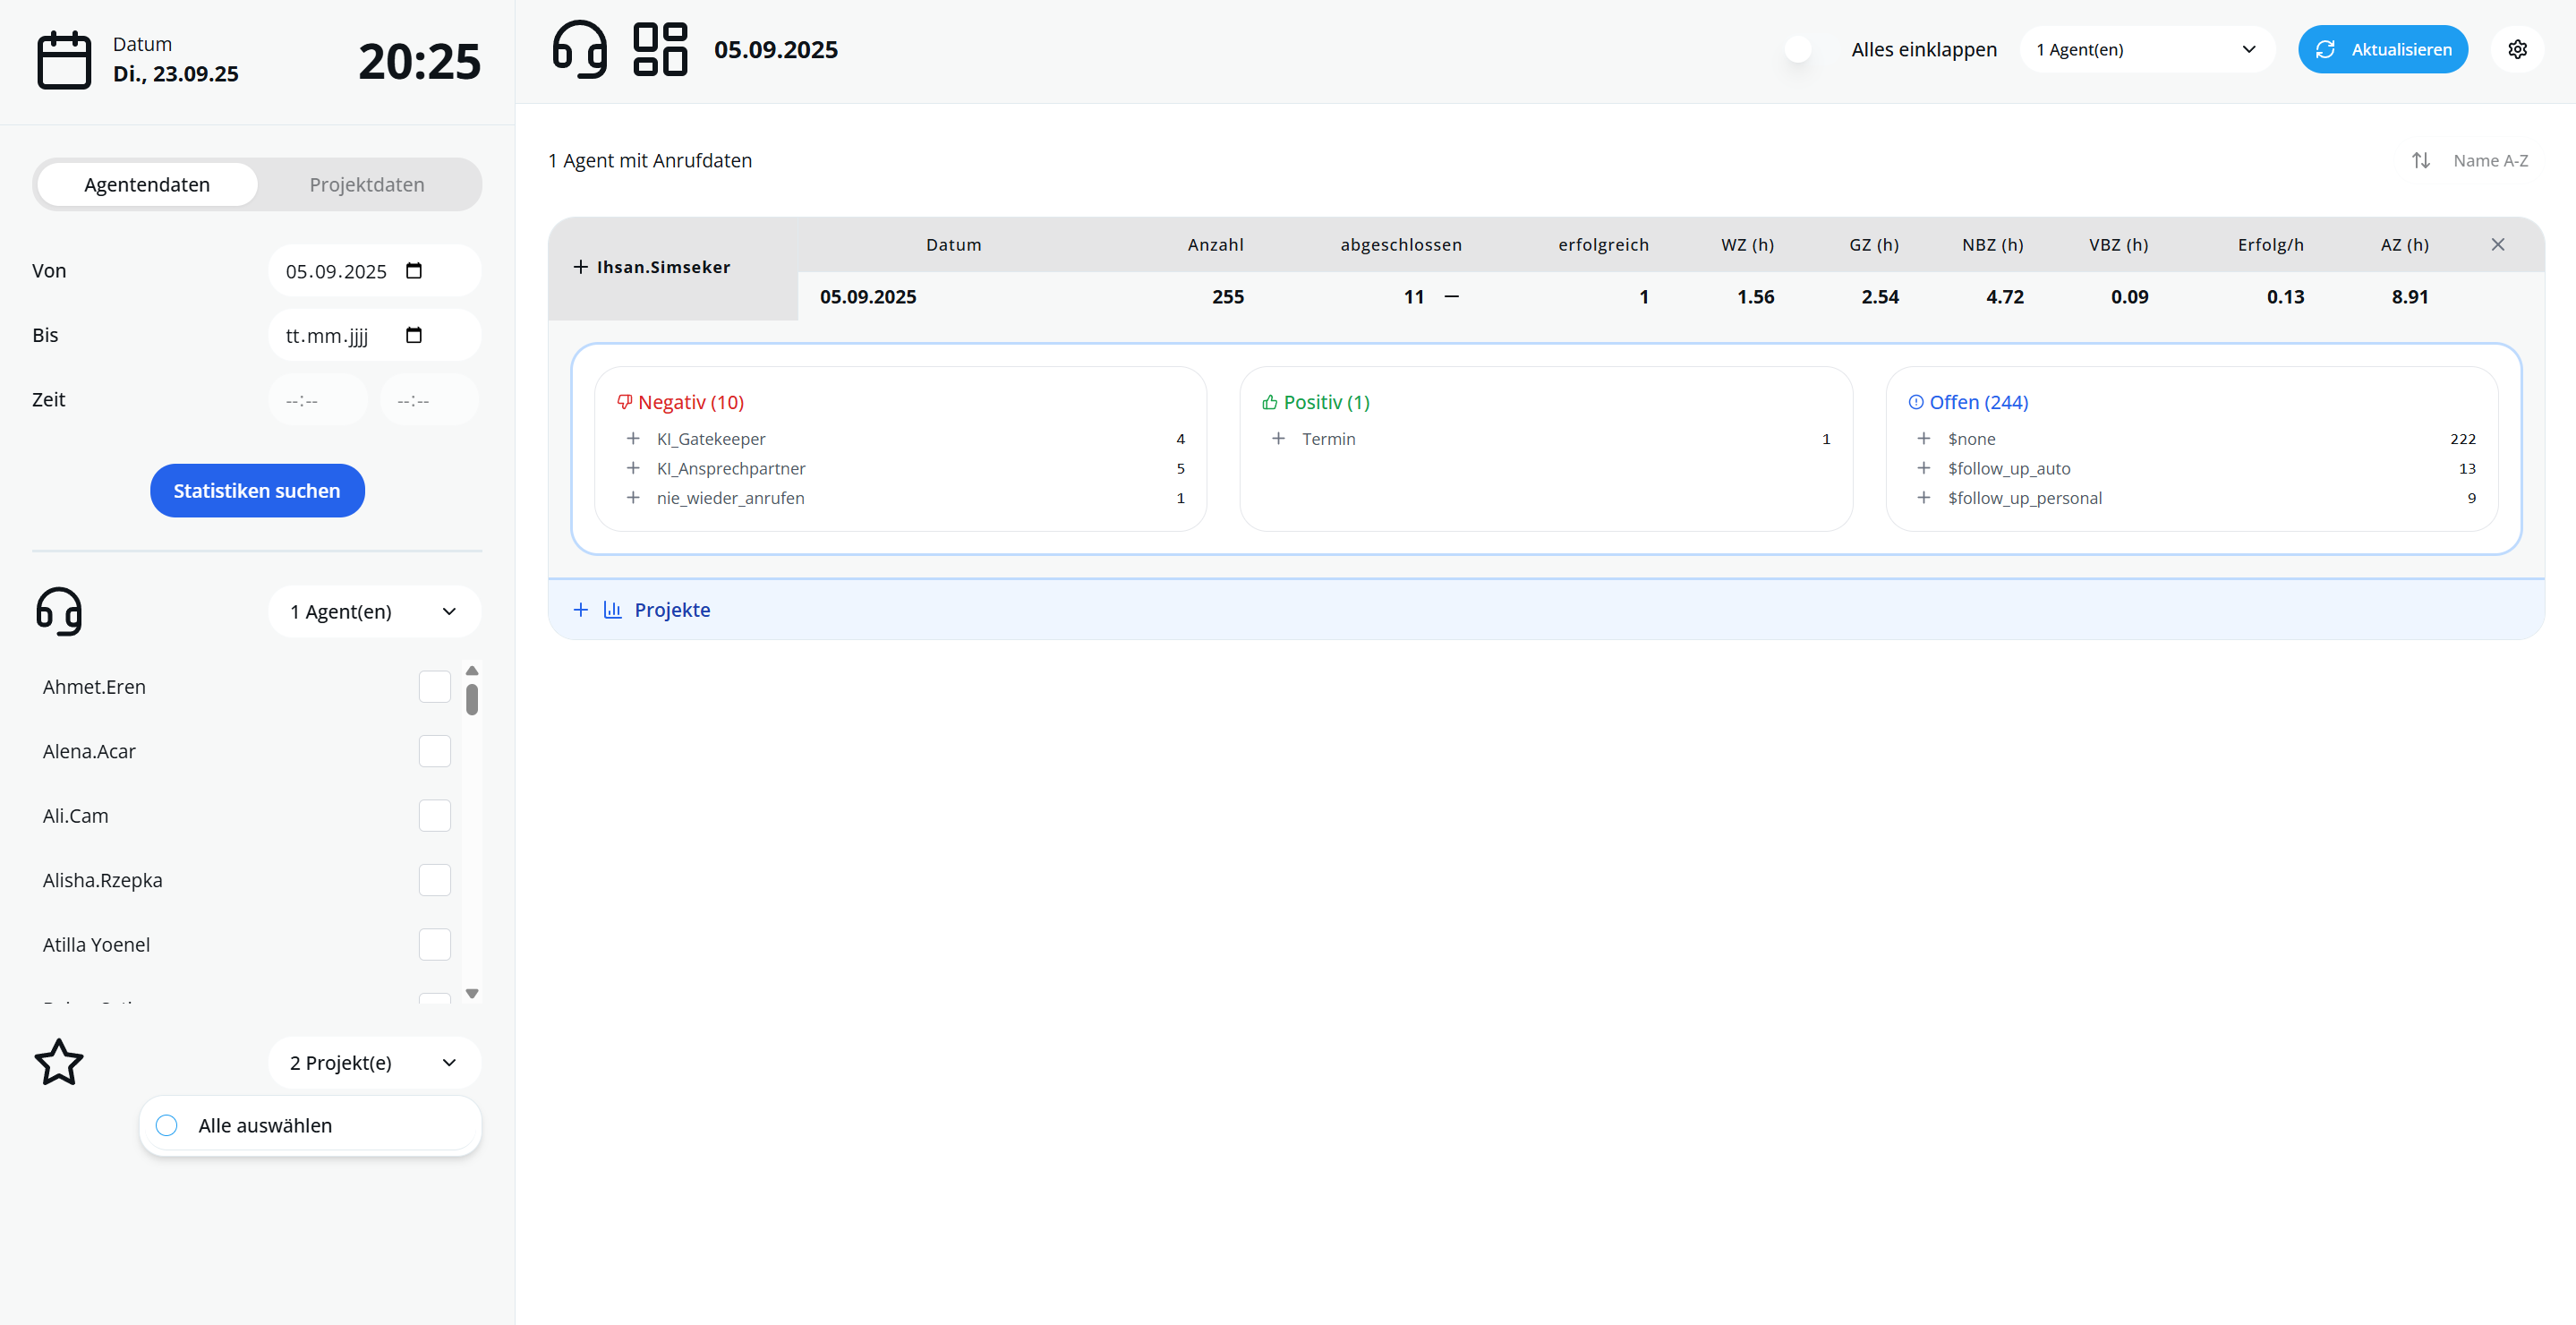 Datum
Di., 23.09.25
20:25
05.09.2025
Alles einklappen
1 Agent(en)
Aktualisieren
Agentendaten
Projektdaten
Von
05.09.2025
Bis
tt.mm.jjjj
Zeit
--:--
--:--
Statistiken suchen
1 Agent(en)
Ahmet.Eren
Alena.Acar
Ali.Cam
Alisha.Rzepka
Atilla Yoenel
2 Projekt(e)
Alle auswählen
1 Agent mit Anrufdaten
Name A-Z
Ihsan.Simseker
Datum Anzahl abgeschlossen erfolgreich WZ (h) GZ (h) NBZ (h) VBZ (h) Erfolg/h AZ (h)
05.09.2025 255 11 1 1.56 2.54 4.72 0.09 0.13 8.91
Negativ (10)
KI_Gatekeeper 4
KI_Ansprechpartner 5
nie_wieder_anrufen 1
Positiv (1)
Termin 1
Offen (244)
$none 222
$follow_up_auto 13
$follow_up_personal 9
Projekte